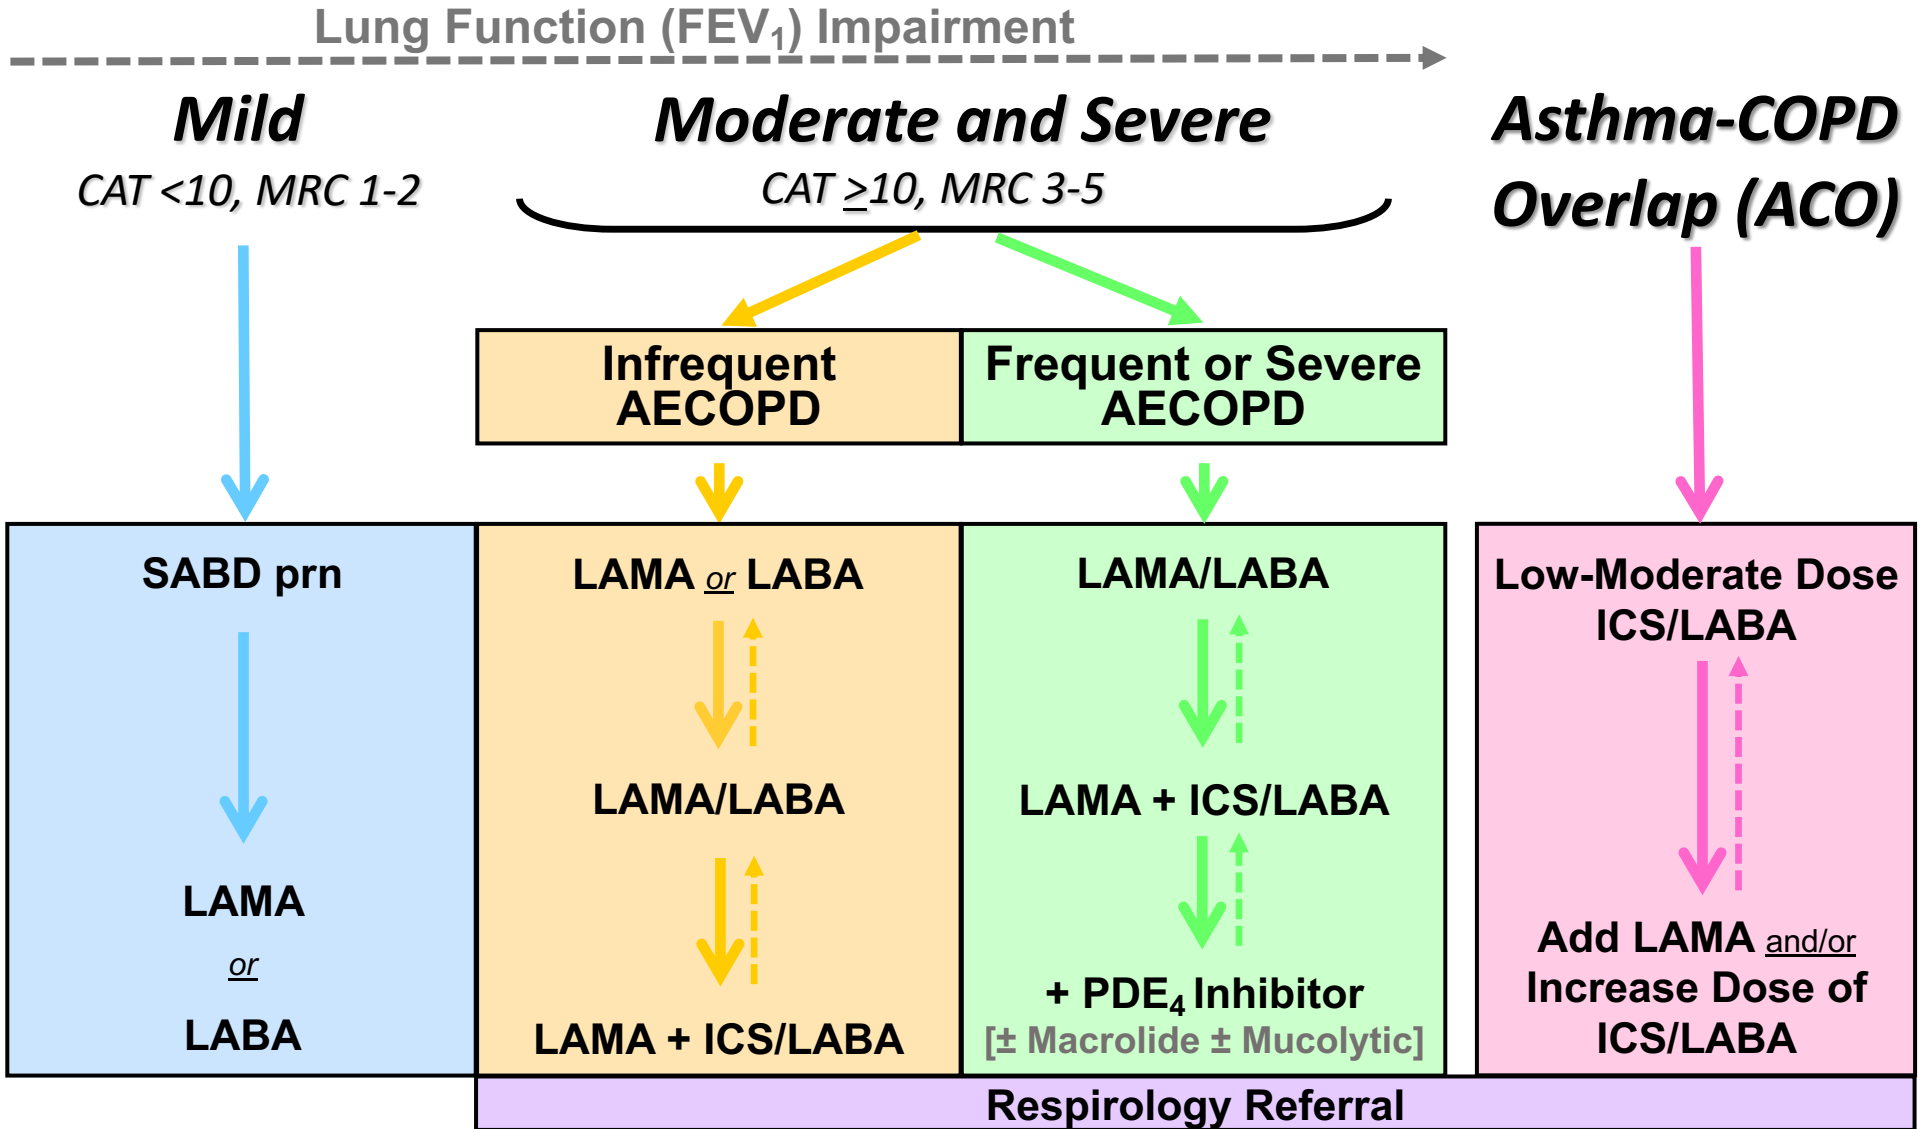 Lung Function (FEV₁) Impairment
Mild
CAT <10, MRC 1-2
Moderate and Severe
CAT ≥10, MRC 3-5
Asthma-COPD
Overlap (ACO)
Infrequent
AECOPD
Frequent or Severe
AECOPD
SABD prn
LAMA
or
LABA
LAMA or LABA
LAMA/LABA
LAMA + ICS/LABA
LAMA/LABA
LAMA + ICS/LABA
+ PDE₄ Inhibitor
[± Macrolide ± Mucolytic]
Low-Moderate Dose
ICS/LABA
Add LAMA and/or
Increase Dose of
ICS/LABA
Respirology Referral